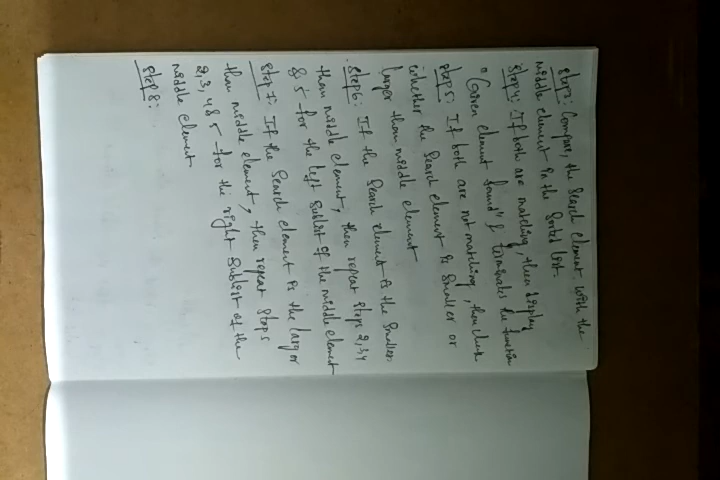 Step3: Compare, the Search element with the
middle element in the Sorted list.
Step4: If both are matching, then display
"Given element found" & terminates the function
Step5: If both are not matching, then check
whether the Search element is Smaller or
larger than middle element
Step6: If the Search element is the Smaller
than middle element, then repeat Steps 2,3,4
& 5 for the left Sublist of the middle element
Step7: If the Search element is the larger
than middle element, then repeat Steps
2,3,4 & 5 for the right Sublist of the
middle element
Step8: